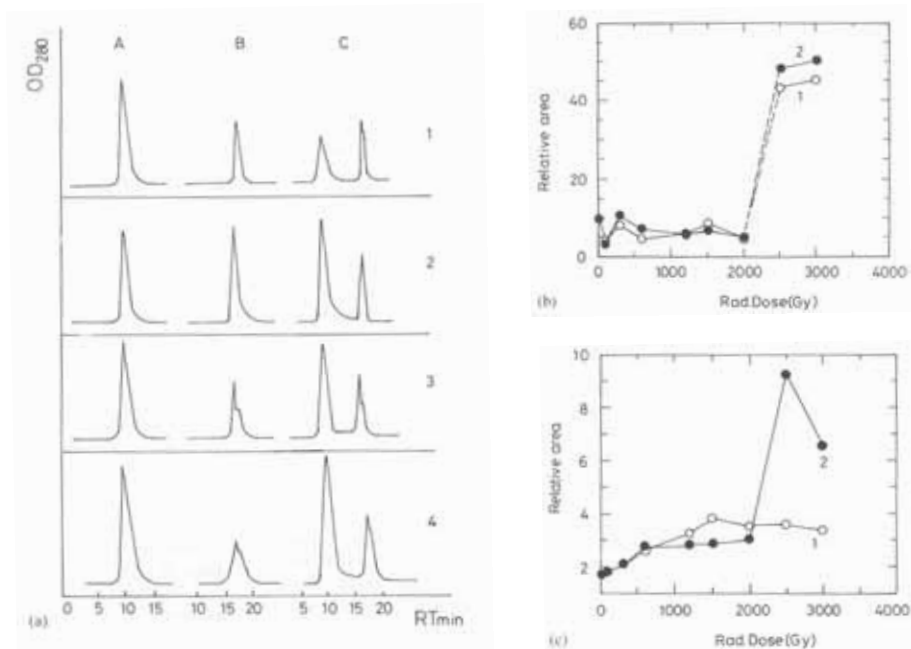 A B C
OD280
1
2
3
4
0 5 10 15 10 15 20 5 10 15 20
RTmin
(a)
60
40
20
0
Relative area
2
1
0 1000 2000 3000 4000
Rad.Dose(Gy)
(b)
10
8
6
4
2
Relative area
2
1
0 1000 2000 3000 4000
Rad.Dose(Gy)
(c)